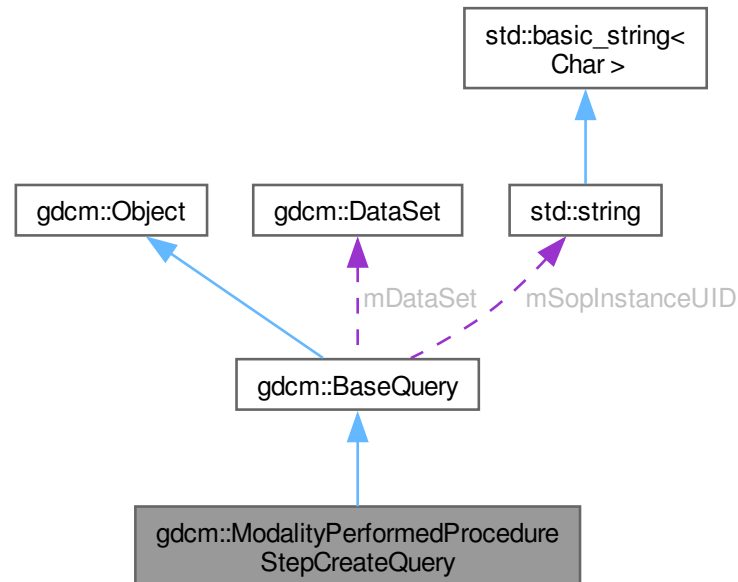 std::basic_string<
Char >
gdcm::Object
gdcm::DataSet
std::string
mDataSet
mSopInstanceUID
gdcm::BaseQuery
gdcm::ModalityPerformedProcedure
StepCreateQuery